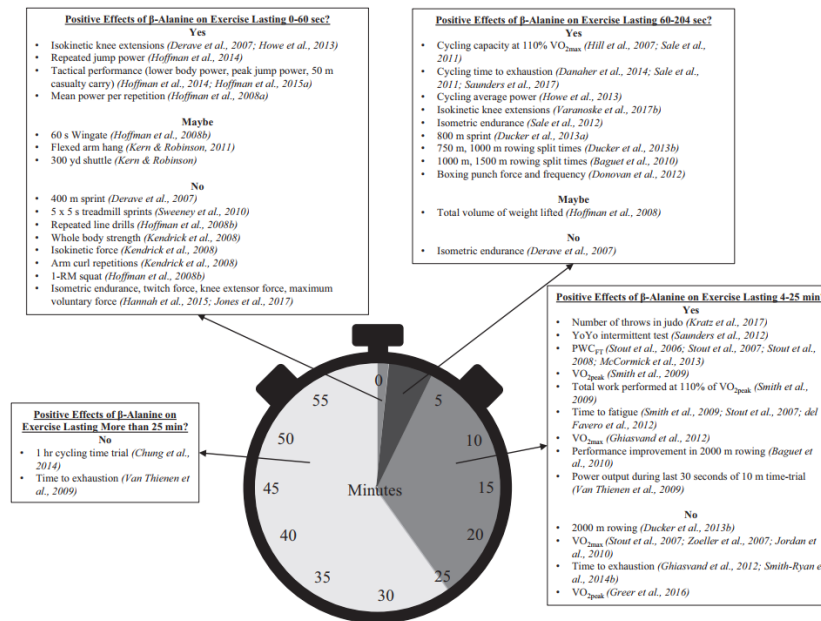 Positive Effects of β-Alanine on Exercise Lasting 0-60 sec?
Yes
• Isokinetic knee extensions (Derave et al., 2007; Howe et al., 2013)
• Repeated jump power (Hoffman et al., 2014)
• Tactical performance (lower body power, peak jump power, 50 m
casualty carry) (Hoffman et al., 2014; Hoffman et al., 2015a)
• Mean power per repetition (Hoffman et al., 2008a)
Maybe
• 60 s Wingate (Hoffman et al., 2008b)
• Flexed arm hang (Kern & Robinson, 2011)
• 300 yd shuttle (Kern & Robinson)
No
• 400 m sprint (Derave et al., 2007)
• 5 x 5 s treadmill sprints (Sweeney et al., 2010)
• Repeated line drills (Hoffman et al., 2008b)
• Whole body strength (Kendrick et al., 2008)
• Isokinetic force (Kendrick et al., 2008)
• Arm curl repetitions (Kendrick et al., 2008)
• 1-RM squat (Hoffman et al., 2008b)
• Isometric endurance, twitch force, knee extensor force, maximum
voluntary force (Hannah et al., 2015; Jones et al., 2017)
Positive Effects of β-Alanine on Exercise Lasting 60-204 sec?
Yes
• Cycling capacity at 110% VO2max (Hill et al., 2007; Sale et al.,
2011)
• Cycling time to exhaustion (Danaher et al., 2014; Sale et al.,
2011; Saunders et al., 2017)
• Cycling average power (Howe et al., 2013)
• Isokinetic knee extensions (Varanoske et al., 2017b)
• Isometric endurance (Sale et al., 2012)
• 800 m sprint (Ducker et al., 2013a)
• 750 m, 1000 m rowing split times (Ducker et al., 2013b)
• 1000 m, 1500 m rowing split times (Baguet et al., 2010)
• Boxing punch force and frequency (Donovan et al., 2012)
Maybe
• Total volume of weight lifted (Hoffman et al., 2008)
No
• Isometric endurance (Derave et al., 2007)
Positive Effects of β-Alanine on Exercise Lasting 4-25 min
Yes
• Number of throws in judo (Kratz et al., 2017)
• YoYo intermittent test (Saunders et al., 2012)
• PWCFT (Stout et al., 2006; Stout et al., 2007; Stout et al.,
2008; McCormick et al., 2013)
• VO2peak (Smith et al., 2009)
• Total work performed at 110% of VO2peak (Smith et al.,
2009)
• Time to fatigue (Smith et al., 2009; Stout et al., 2007; del
Favero et al., 2012)
• VO2max (Ghiasvand et al., 2012)
• Performance improvement in 2000 m rowing (Baguet et
al., 2010)
• Power output during last 30 seconds of 10 m time-trial
(Van Thienen et al., 2009)
No
• 2000 m rowing (Ducker et al., 2013b)
• VO2max (Stout et al., 2007; Zoeller et al., 2007; Jordan et
al., 2010)
• Time to exhaustion (Ghiasvand et al., 2012; Smith-Ryan et
al., 2014b)
• VO2peak (Greer et al., 2016)
Positive Effects of β-Alanine on
Exercise Lasting More than 25 min?
No
• 1 hr cycling time trial (Chung et al.,
2014)
• Time to exhaustion (Van Thienen et
al., 2009)
0
5
10
15
20
25
30
35
40
45
50
55
Minutes